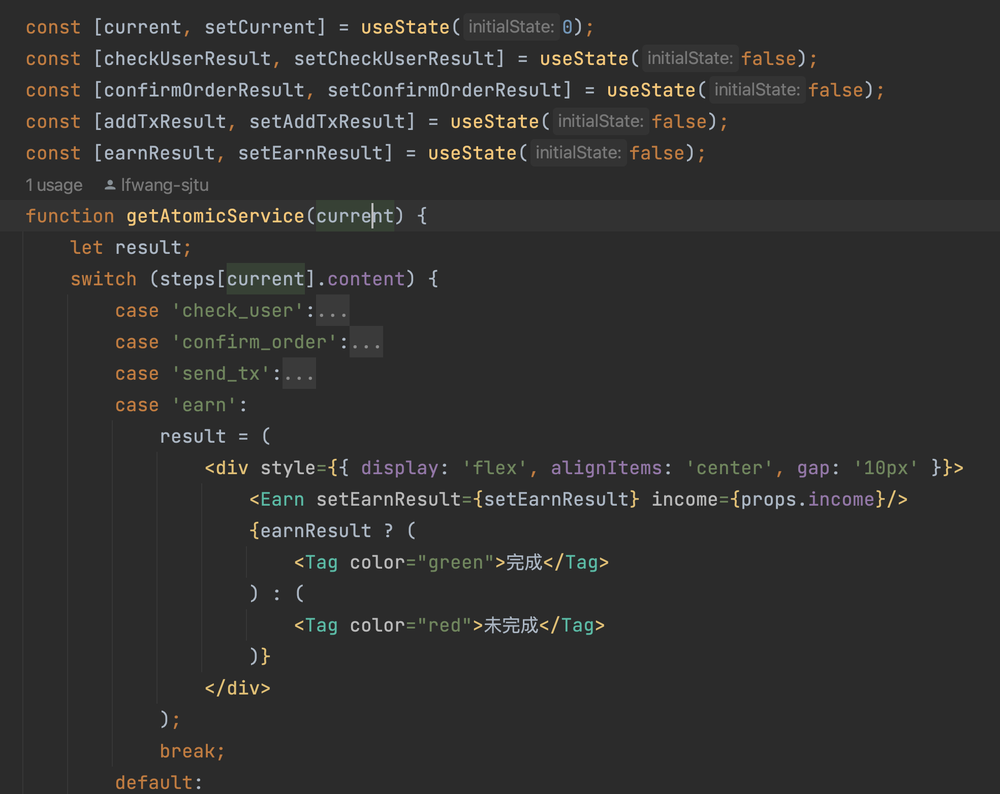 const [current, setCurrent] = useState( initialState: 0);
const [checkUserResult, setCheckUserResult] = useState( initialState: false);
const [confirmOrderResult, setConfirmOrderResult] = useState( initialState: false);
const [addTxResult, setAddTxResult] = useState( initialState: false);
const [earnResult, setEarnResult] = useState( initialState: false);
1 usage lfwang-sjtu
function getAtomicService(current) {
let result;
switch (steps[current].content) {
case 'check_user':...
case 'confirm_order':...
case 'send_tx':...
case 'earn':
result = (
<div style={{ display: 'flex', alignItems: 'center', gap: '10px' }}>
<Earn setEarnResult={setEarnResult} income={props.income}/>
{earnResult ? (
<Tag color="green">完成</Tag>
) : (
<Tag color="red">未完成</Tag>
)}
</div>
);
break;
default: